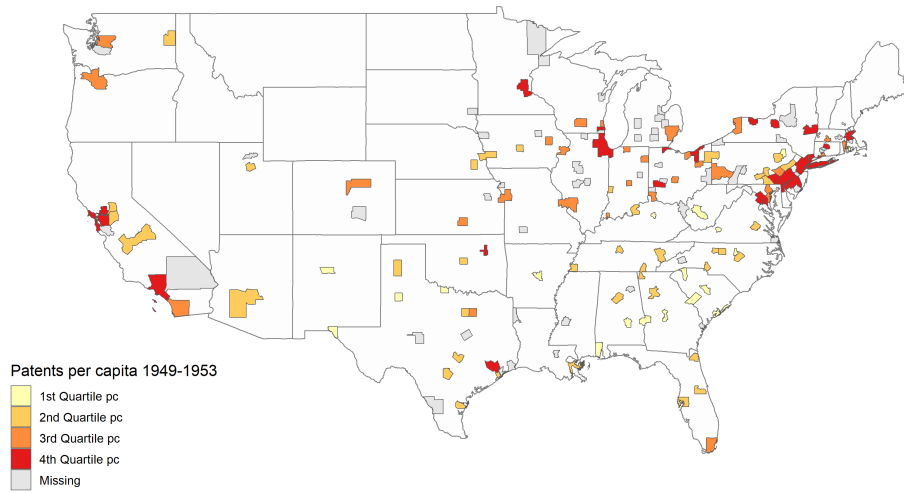 Patents per capita 1949-1953
1st Quartile pc
2nd Quartile pc
3rd Quartile pc
4th Quartile pc
Missing